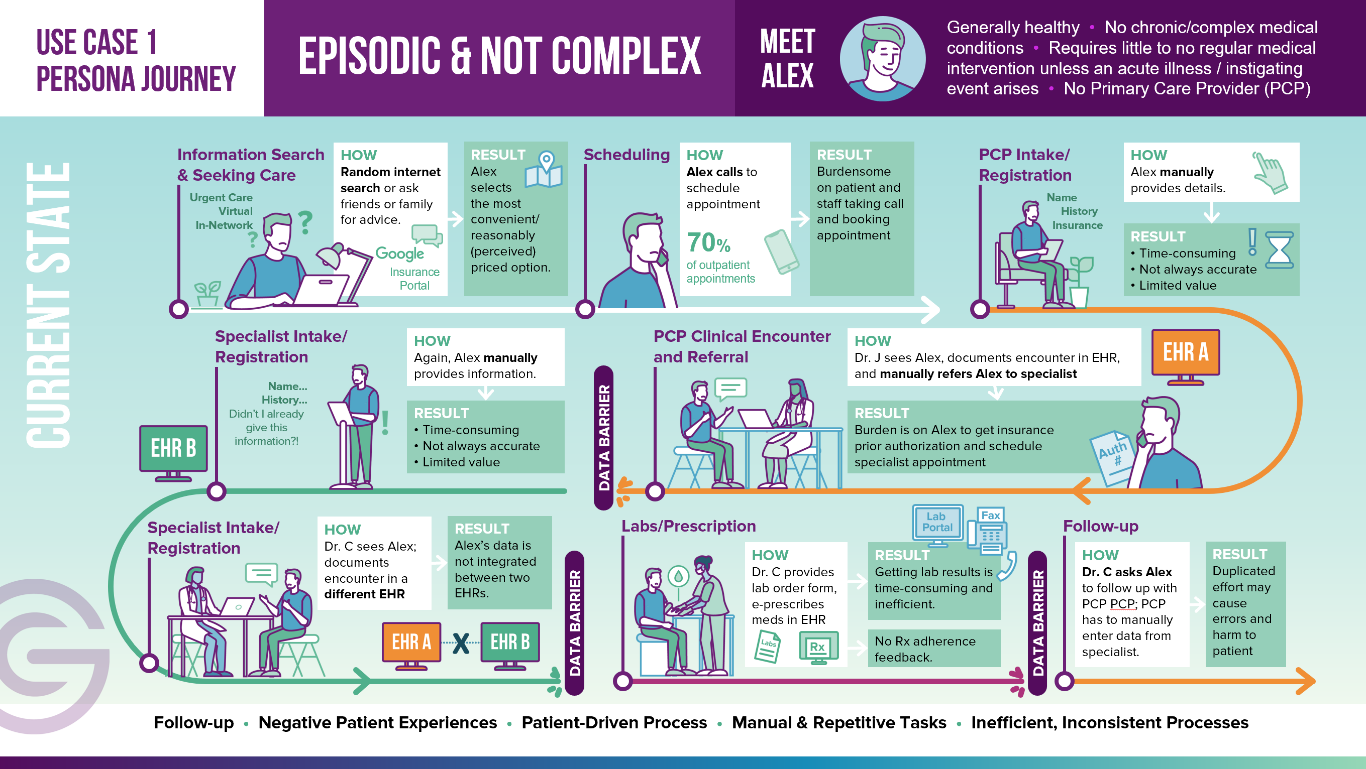 USE CASE 1
PERSONA JOURNEY
EPISODIC & NOT COMPLEX
MEET
ALEX
Generally healthy • No chronic/complex medical
conditions • Requires little to no regular medical
intervention unless an acute illness / instigating
event arises • No Primary Care Provider (PCP)
CURRENT STATE
Information Search
& Seeking Care
Urgent Care
Virtual
In-Network
?
?
HOW
Random internet
search or ask
friends or family
for advice.
Google
Insurance
Portal
RESULT
Alex
selects
the most
convenient/
reasonably
(perceived)
priced option.
Scheduling
HOW
Alex calls to
schedule
appointment
70%
of outpatient
appointments
RESULT
Burdensome
on patient and
staff taking call
and booking
appointment
PCP Intake/
Registration
Name
History
Insurance
HOW
Alex manually
provides details.
RESULT
• Time-consuming
• Not always accurate
• Limited value
!
Specialist Intake/
Registration
Name...
History...
Didn't I already
give this
information?!
!
EHR B
HOW
Again, Alex manually
provides information.
RESULT
• Time-consuming
• Not always accurate
• Limited value
DATA BARRIER
PCP Clinical Encounter
and Referral
HOW
Dr. J sees Alex, documents encounter in EHR,
and manually refers Alex to specialist
EHR A
RESULT
Burden is on Alex to get insurance
prior authorization and schedule
specialist appointment
Auth
#
Specialist Intake/
Registration
HOW
Dr. C sees Alex;
documents
encounter in a
different EHR
RESULT
Alex's data is
not integrated
between two
EHRs.
EHR A X EHR B
DATA BARRIER
Labs/Prescription
HOW
Dr. C provides
lab order form,
e-prescribes
meds in EHR
Labs
Rx
Lab
Portal
Fax
RESULT
Getting lab results is
time-consuming and
inefficient.
No Rx adherence
feedback.
DATA BARRIER
Follow-up
HOW
Dr. C asks Alex
to follow up with
PCP PCP; PCP
has to manually
enter data from
specialist.
RESULT
Duplicated
effort may
cause
errors and
harm to
patient
Follow-up • Negative Patient Experiences • Patient-Driven Process • Manual & Repetitive Tasks • Inefficient, Inconsistent Processes